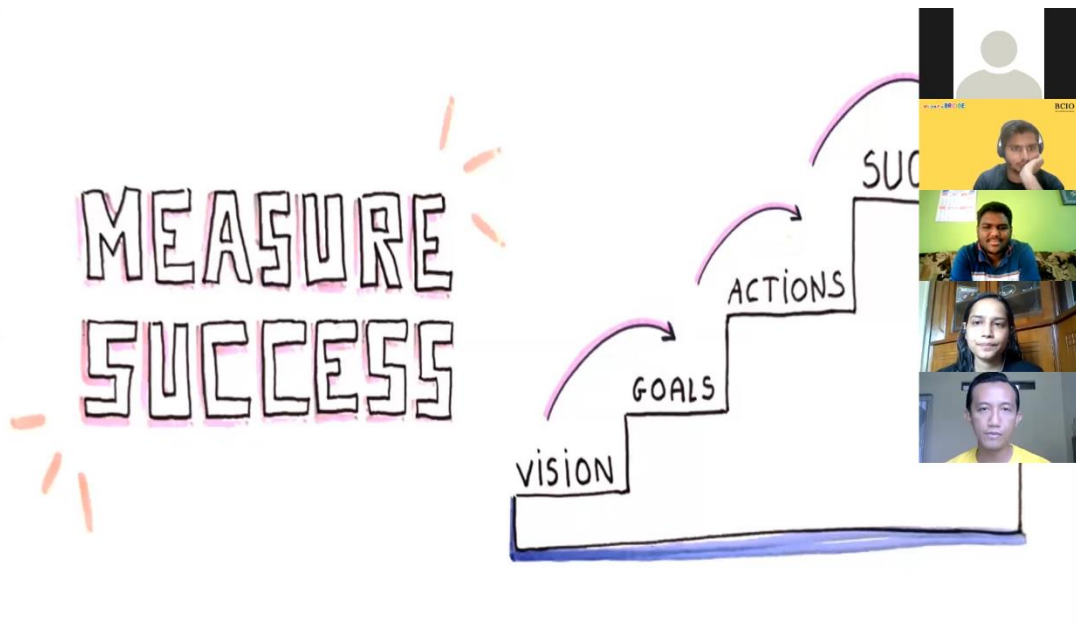 MEASURE
SUCCESS
SUC
ACTIONS
GOALS
VISION
BCIO